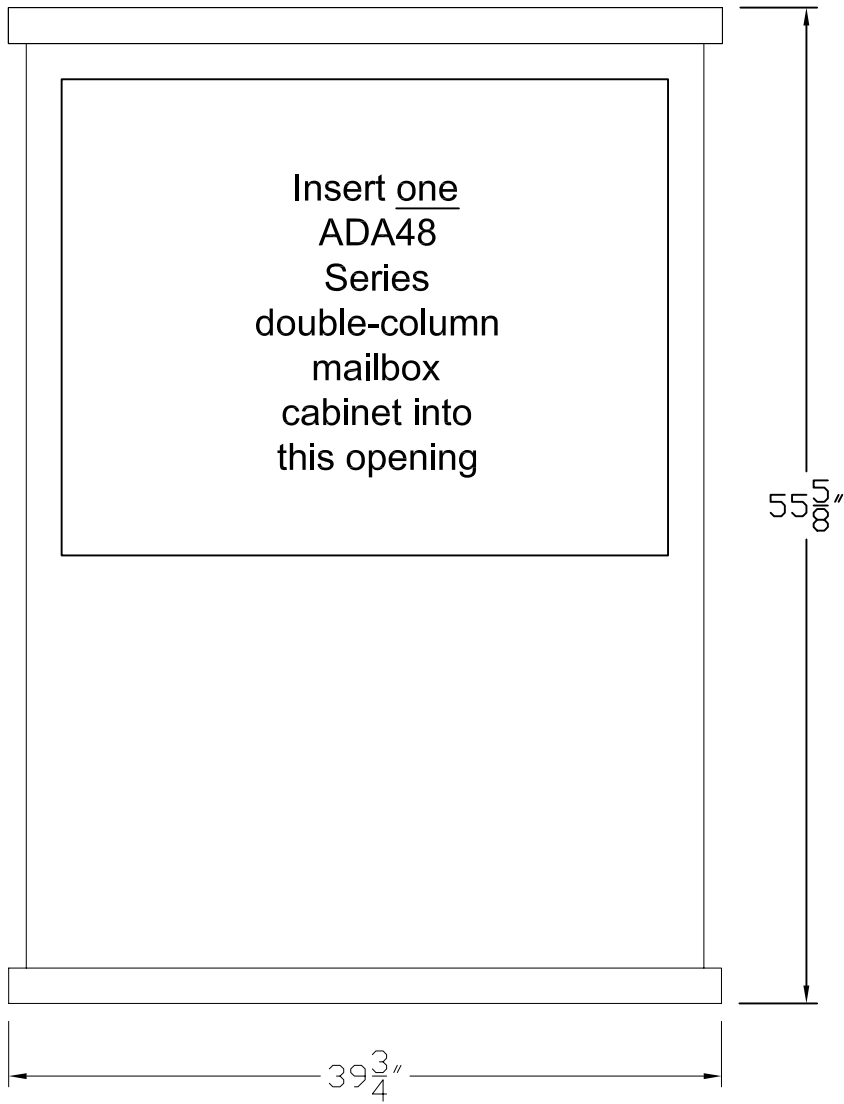 Insert one
ADA48
Series
double-column
mailbox
cabinet into
this opening
55 5/8"
39 3/4"